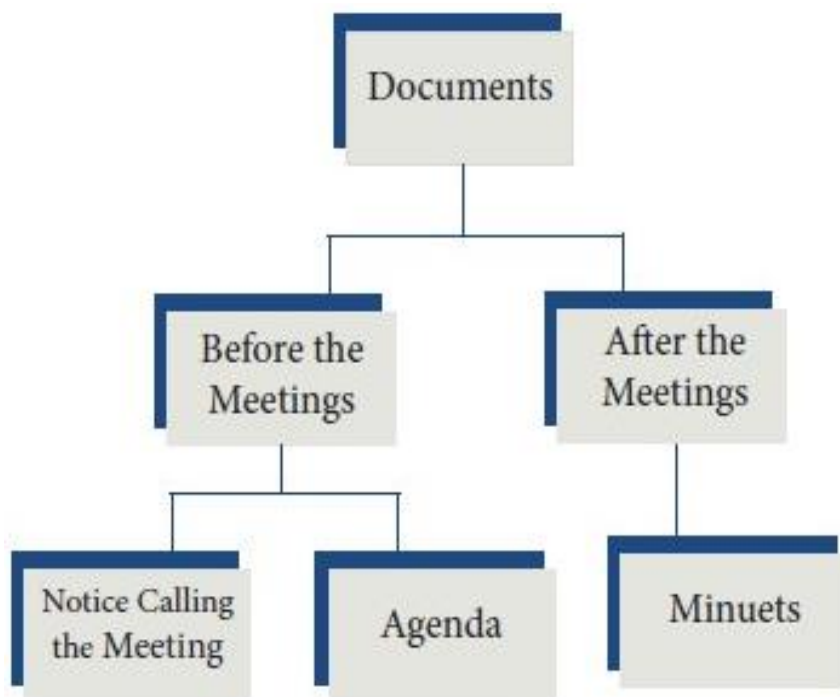 Documents
Before the
Meetings
After the
Meetings
Notice Calling
the Meeting
Agenda
Minuets